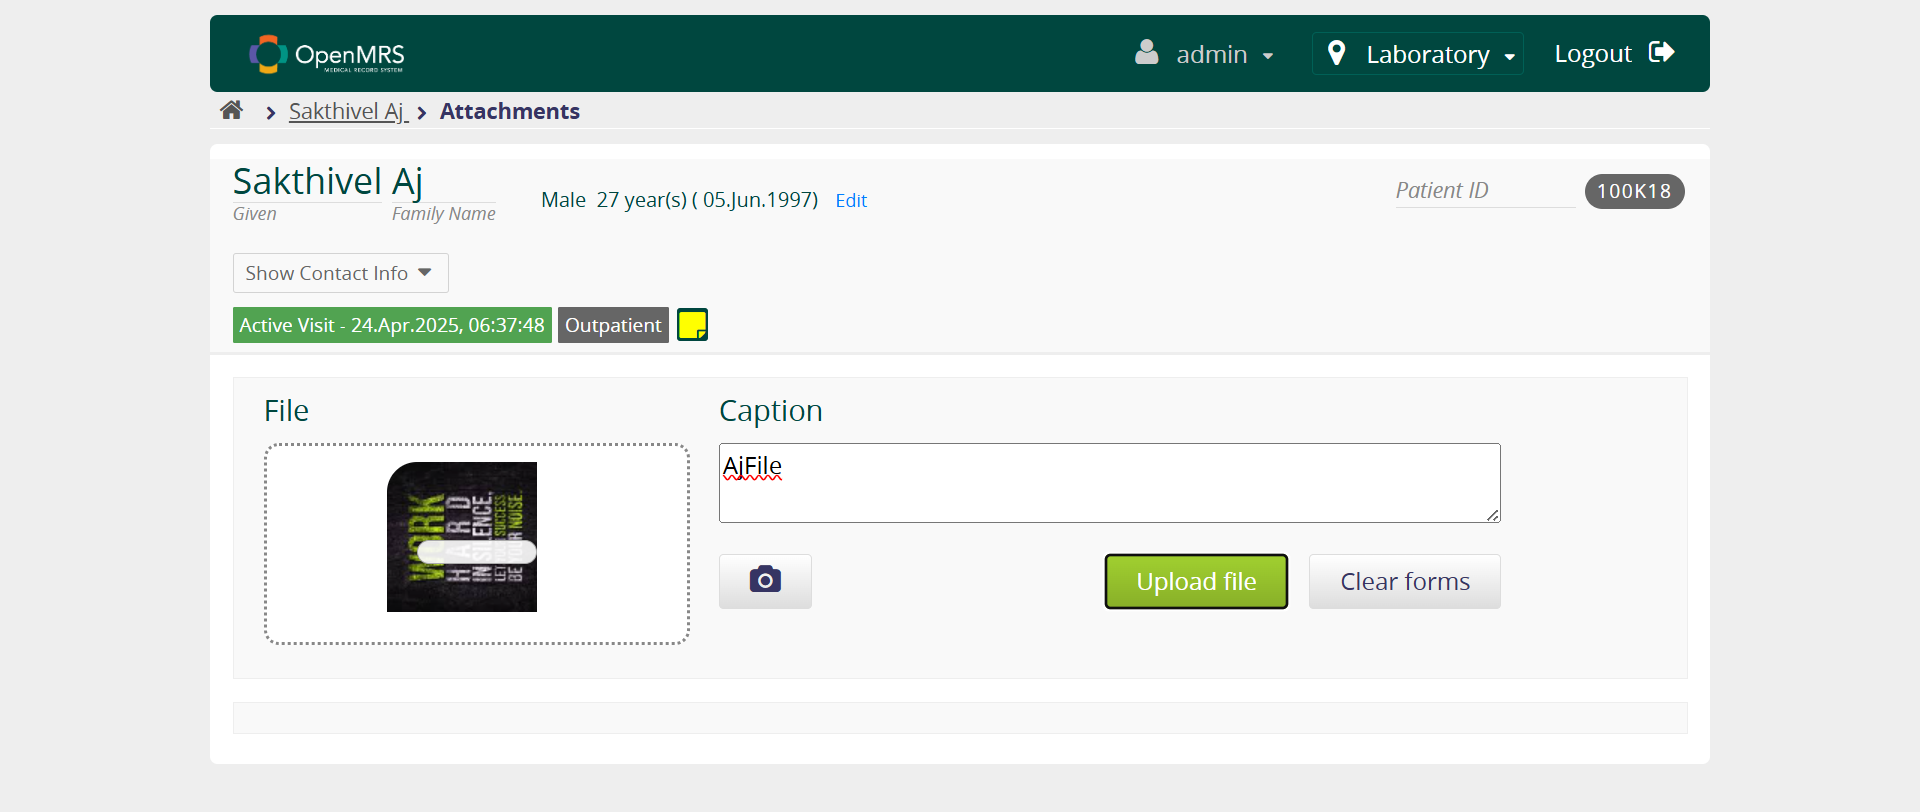 OpenMRS
MEDICAL RECORD SYSTEM
admin
Laboratory
Logout
Sakthivel Aj
Attachments
Sakthivel Aj
Given
Family Name
Male 27 year(s) ( 05.Jun.1997)
Edit
Patient ID
100K18
Show Contact Info
Active Visit - 24.Apr.2025, 06:37:48
Outpatient
File
Caption
WORK
HARD
IN SILENCE.
LET YOUR SUCCESS
BE YOUR NOISE.
AjFile
Upload file
Clear forms